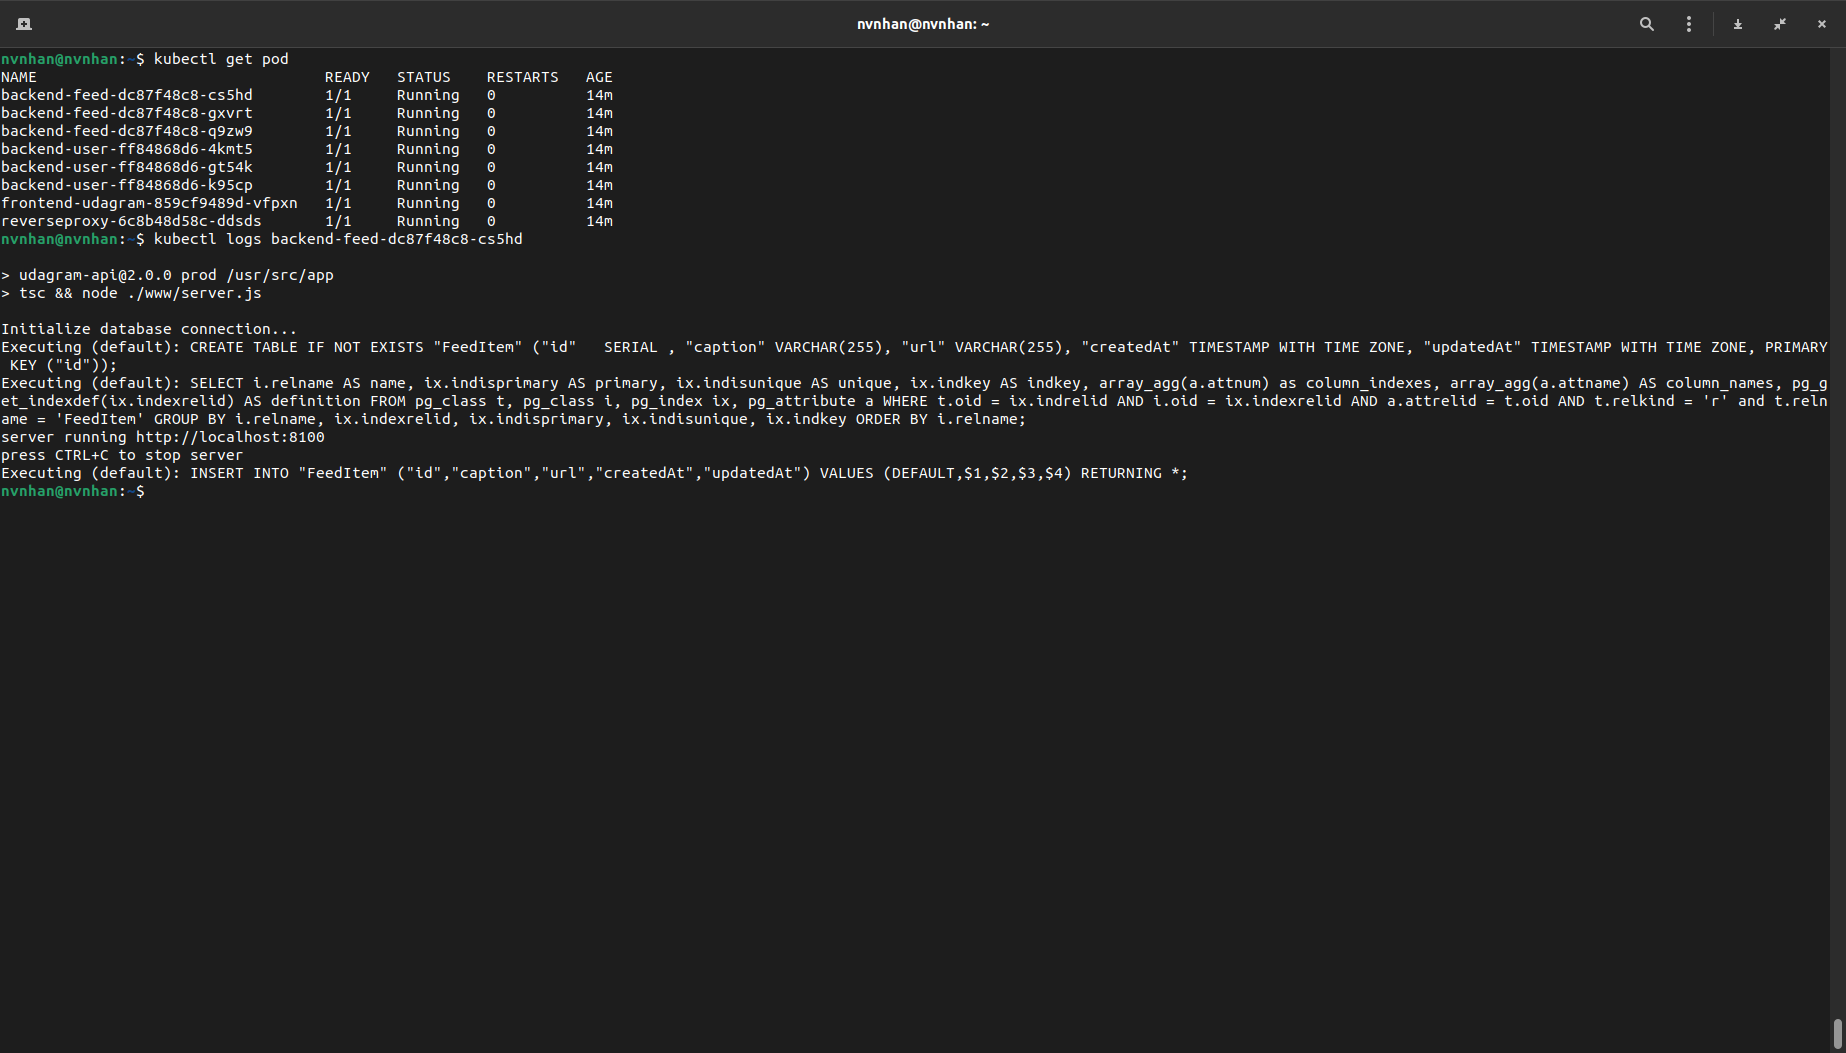 nvnhan@nvnhan: ~
nvnhan@nvnhan:~$ kubectl get pod
NAME                                READY   STATUS    RESTARTS   AGE
backend-feed-dc87f48c8-cs5hd        1/1     Running   0          14m
backend-feed-dc87f48c8-gxvrt        1/1     Running   0          14m
backend-feed-dc87f48c8-q9zw9        1/1     Running   0          14m
backend-user-ff84868d6-4kmt5        1/1     Running   0          14m
backend-user-ff84868d6-gt54k        1/1     Running   0          14m
backend-user-ff84868d6-k95cp        1/1     Running   0          14m
frontend-udagram-859cf9489d-vfpxn   1/1     Running   0          14m
reverseproxy-6c8b48d58c-ddsds       1/1     Running   0          14m
nvnhan@nvnhan:~$ kubectl logs backend-feed-dc87f48c8-cs5hd
> udagram-api@2.0.0 prod /usr/src/app
> tsc && node ./www/server.js
Initialize database connection...
Executing (default): CREATE TABLE IF NOT EXISTS "FeedItem" ("id"   SERIAL , "caption" VARCHAR(255), "url" VARCHAR(255), "createdAt" TIMESTAMP WITH TIME ZONE, "updatedAt" TIMESTAMP WITH TIME ZONE, PRIMARY
 KEY ("id"));
Executing (default): SELECT i.relname AS name, ix.indisprimary AS primary, ix.indisunique AS unique, ix.indkey AS indkey, array_agg(a.attnum) as column_indexes, array_agg(a.attname) AS column_names, pg_g
et_indexdef(ix.indexrelid) AS definition FROM pg_class t, pg_class i, pg_index ix, pg_attribute a WHERE t.oid = ix.indrelid AND i.oid = ix.indexrelid AND a.attrelid = t.oid AND t.relkind = 'r' and t.reln
ame = 'FeedItem' GROUP BY i.relname, ix.indexrelid, ix.indisprimary, ix.indisunique, ix.indkey ORDER BY i.relname;
server running http://localhost:8100
press CTRL+C to stop server
Executing (default): INSERT INTO "FeedItem" ("id","caption","url","createdAt","updatedAt") VALUES (DEFAULT,$1,$2,$3,$4) RETURNING *;
nvnhan@nvnhan:~$